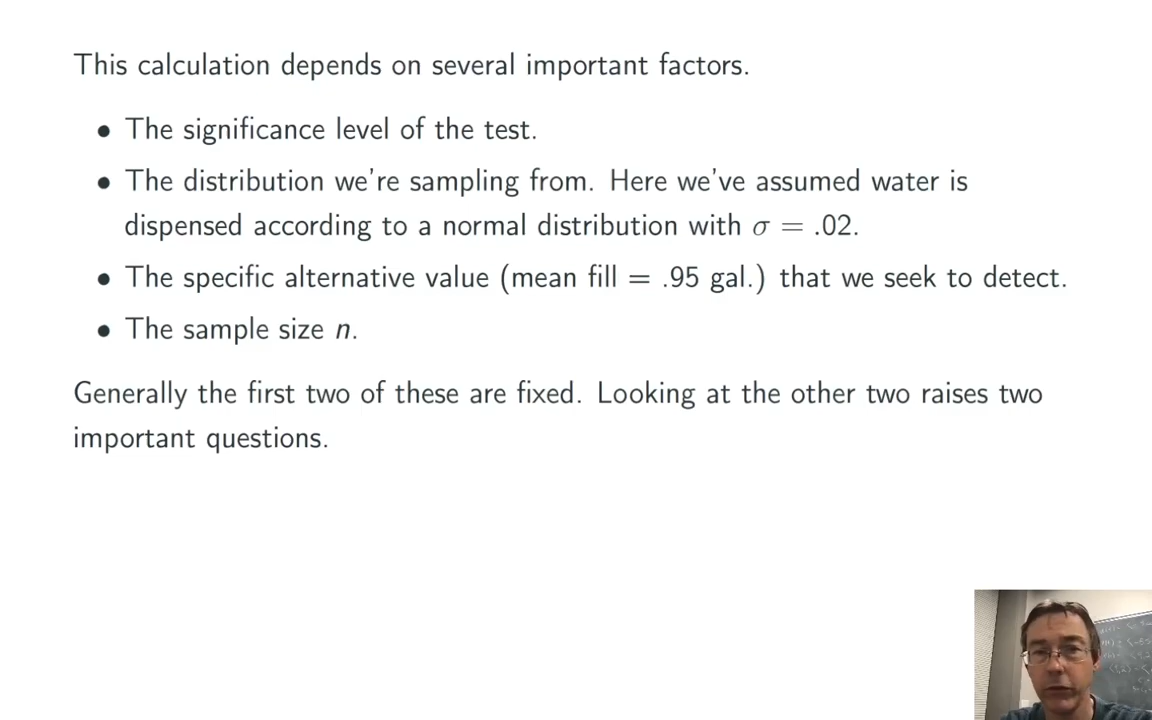 This calculation depends on several important factors.
• The significance level of the test.
• The distribution we're sampling from. Here we've assumed water is
dispensed according to a normal distribution with σ = .02.
• The specific alternative value (mean fill = .95 gal.) that we seek to detect.
• The sample size n.
Generally the first two of these are fixed. Looking at the other two raises two
important questions.